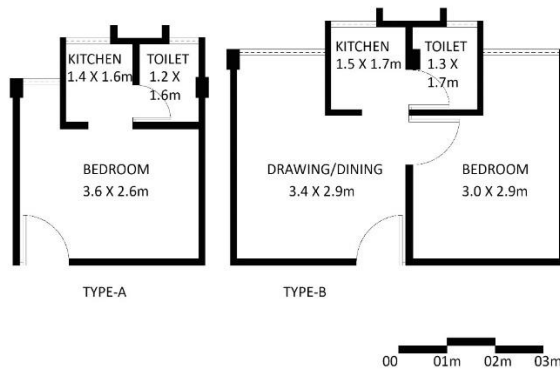 KITCHEN
1.4 X 1.6m
TOILET
1.2 X
1.6m
BEDROOM
3.6 X 2.6m
TYPE-A
KITCHEN
1.5 X 1.7m
TOILET
1.3 X
1.7m
DRAWING/DINING
3.4 X 2.9m
BEDROOM
3.0 X 2.9m
TYPE-B
00 01m 02m 03m